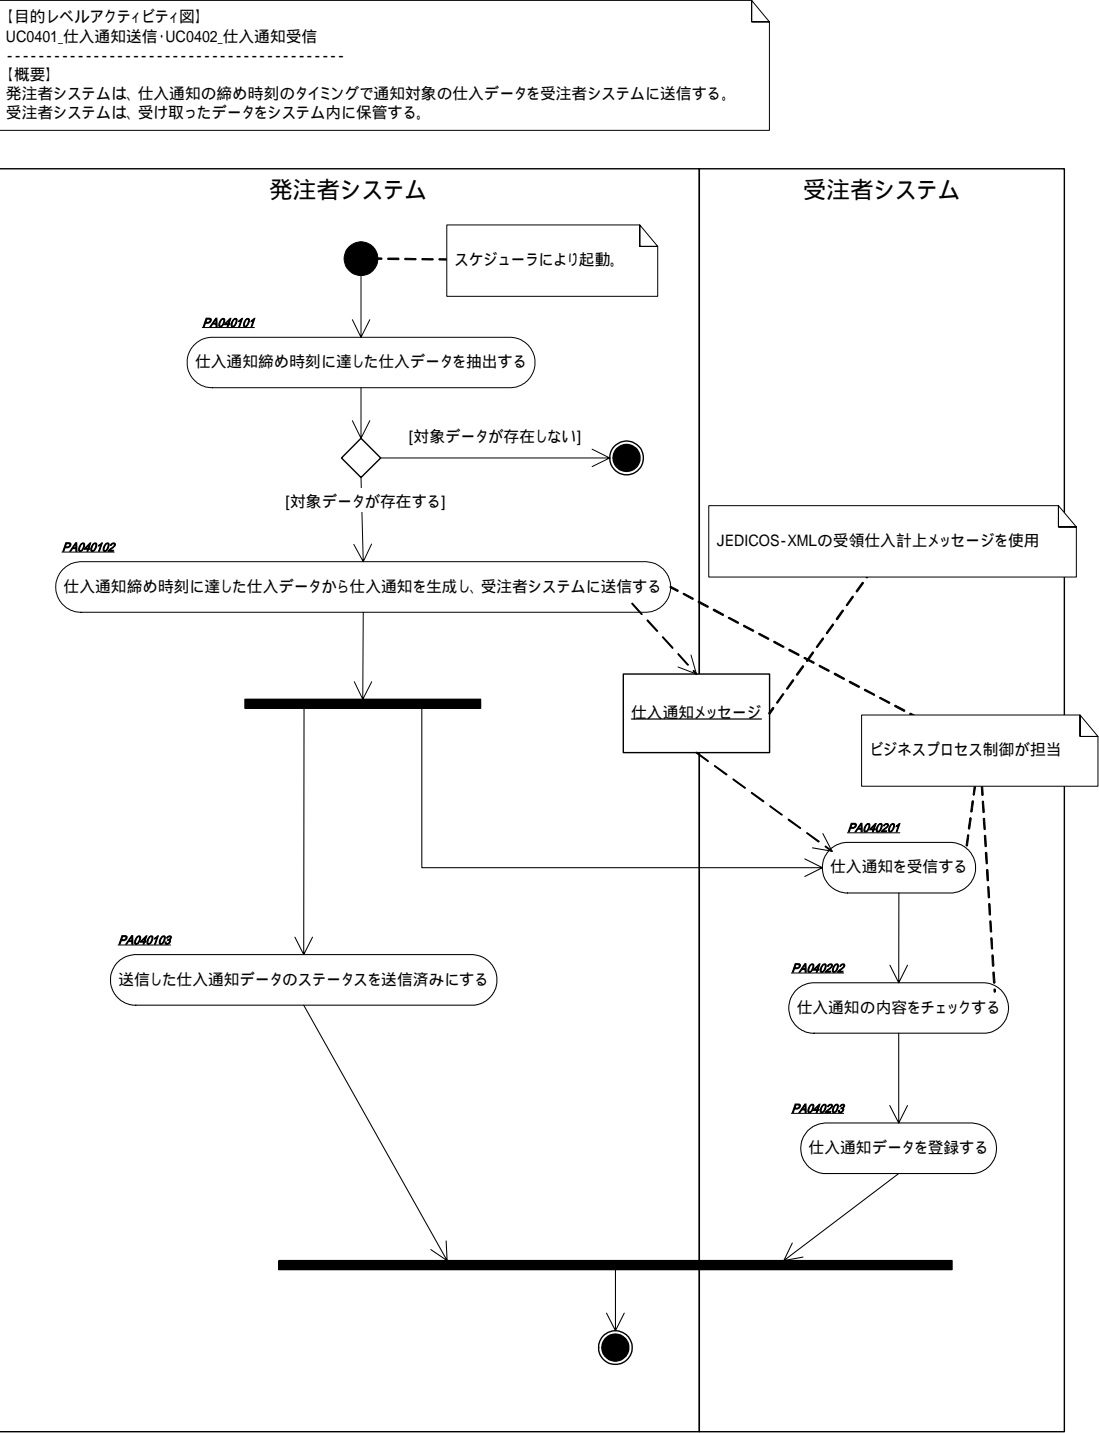 【目的レベルアクティビティ図】
UC0401_仕入通知送信・UC0402_仕入通知受信
-------------------------------------------
【概要】
発注者システムは、仕入通知の締め時刻のタイミングで通知対象の仕入データを受注者システムに送信する。
受注者システムは、受け取ったデータをシステム内に保管する。
発注者システム
受注者システム
スケジューラにより起動。
PA040101
仕入通知締め時刻に達した仕入データを抽出する
[対象データが存在しない]
[対象データが存在する]
JEDICOS-XMLの受領仕入計上メッセージを使用
PA040102
仕入通知締め時刻に達した仕入データから仕入通知を生成し、受注者システムに送信する
仕入通知メッセージ
ビジネスプロセス制御が担当
PA040201
仕入通知を受信する
PA040103
送信した仕入通知データのステータスを送信済みにする
PA040202
仕入通知の内容をチェックする
PA040203
仕入通知データを登録する